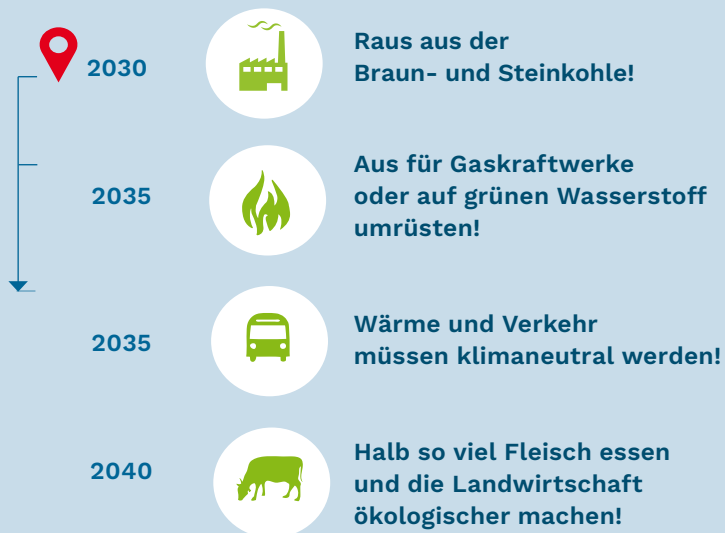 2030
Raus aus der
Braun- und Steinkohle!
2035
Aus für Gaskraftwerke
oder auf grünen Wasserstoff
umrüsten!
2035
Wärme und Verkehr
müssen klimaneutral werden!
2040
Halb so viel Fleisch essen
und die Landwirtschaft
ökologischer machen!